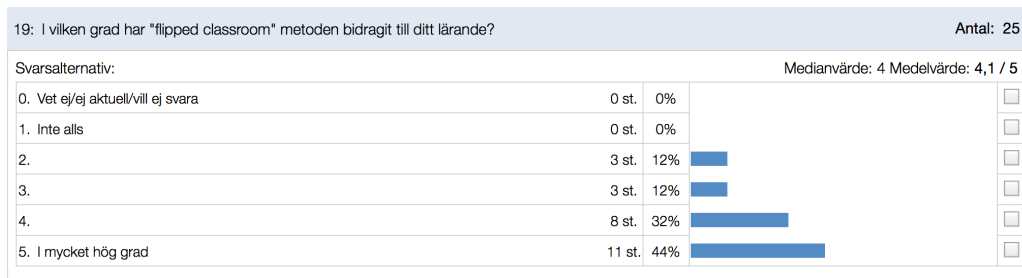 19: I vilken grad har "flipped classroom" metoden bidragit till ditt lärande? Antal: 25
Svarsalternativ: Medianvärde: 4 Medelvärde: 4,1 / 5
0. Vet ej/ej aktuell/vill ej svara 0 st. 0%
1. Inte alls 0 st. 0%
2. 3 st. 12%
3. 3 st. 12%
4. 8 st. 32%
5. I mycket hög grad 11 st. 44%